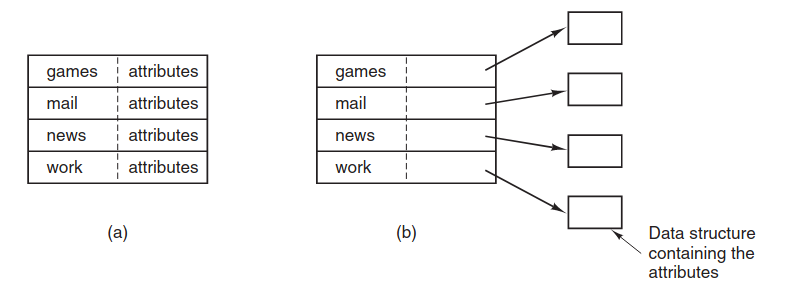 games attributes
mail attributes
news attributes
work attributes
(a)
games
mail
news
work
(b)
Data structure
containing the
attributes